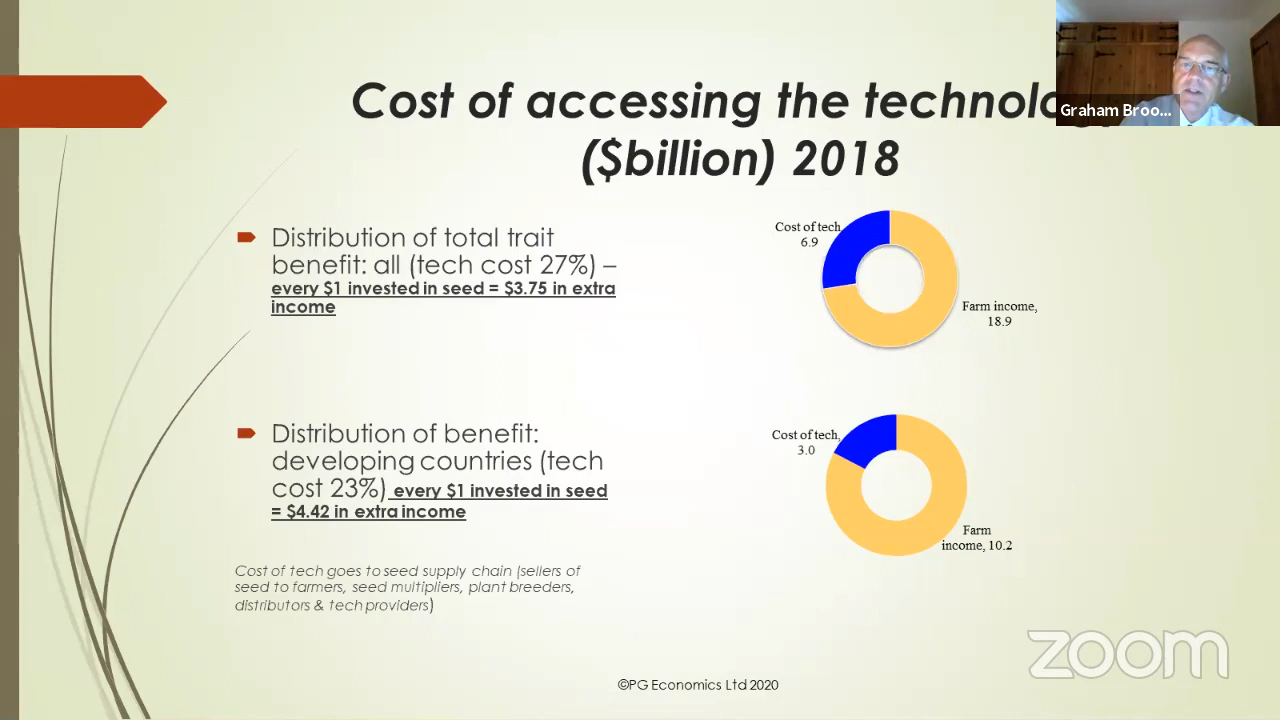 Cost of accessing the
($billion) 2018
Graham Broo...
Distribution of total trait
benefit: all (tech cost 27%) –
every $1 invested in seed = $3.75 in extra
income
Cost of tech,
6.9
Farm income,
18.9
Distribution of benefit:
developing countries (tech
cost 23%) every $1 invested in seed
= $4.42 in extra income
Cost of tech,
3.0
Farm
income, 10.2
Cost of tech goes to seed supply chain (sellers of
seed to farmers, seed multipliers, plant breeders,
distributors & tech providers)
zoom
©PG Economics Ltd 2020